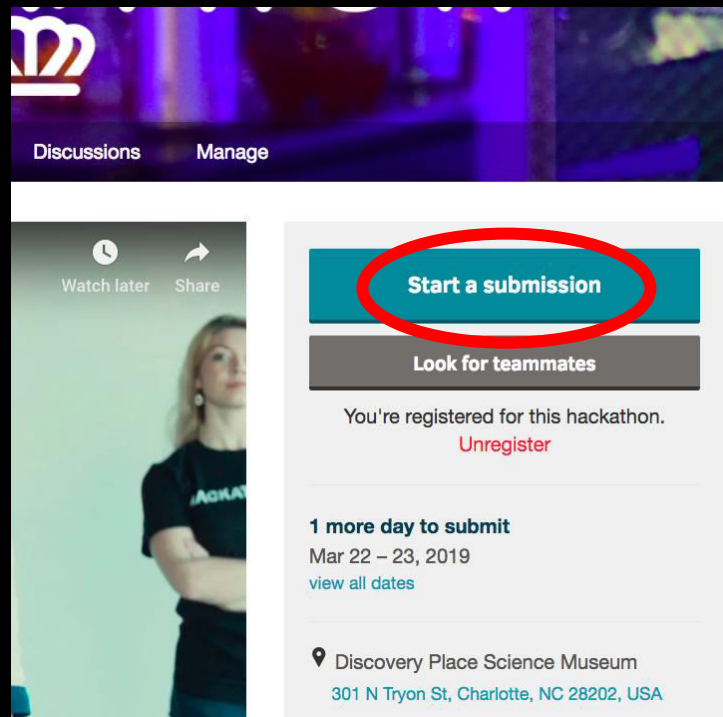 Discussions Manage
Watch later Share
Start a submission
Look for teammates
You're registered for this hackathon.
Unregister
1 more day to submit
Mar 22 – 23, 2019
view all dates
Discovery Place Science Museum
301 N Tryon St, Charlotte, NC 28202, USA